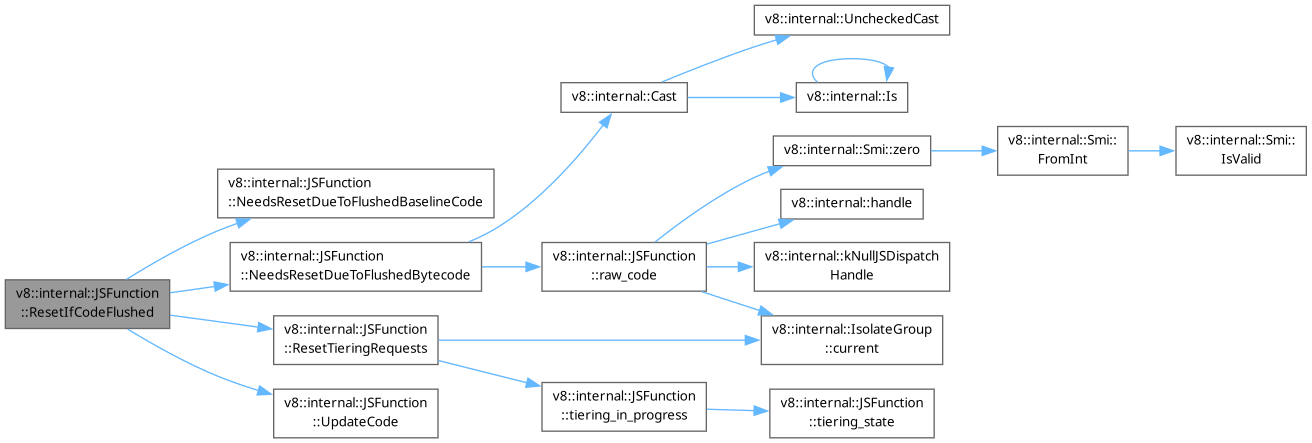 v8::internal::UncheckedCast
v8::internal::Cast
v8::internal::Is
v8::internal::Smi::zero
v8::internal::Smi::
FromInt
v8::internal::Smi::
IsValid
v8::internal::JSFunction
::NeedsResetDueToFlushedBaselineCode
v8::internal::handle
v8::internal::JSFunction
::NeedsResetDueToFlushedBytecode
v8::internal::JSFunction
::raw_code
v8::internal::kNullJSDispatch
Handle
v8::internal::JSFunction
::ResetIfCodeFlushed
v8::internal::JSFunction
::ResetTieringRequests
v8::internal::IsolateGroup
::current
v8::internal::JSFunction
::tiering_in_progress
v8::internal::JSFunction
::UpdateCode
v8::internal::JSFunction
::tiering_state